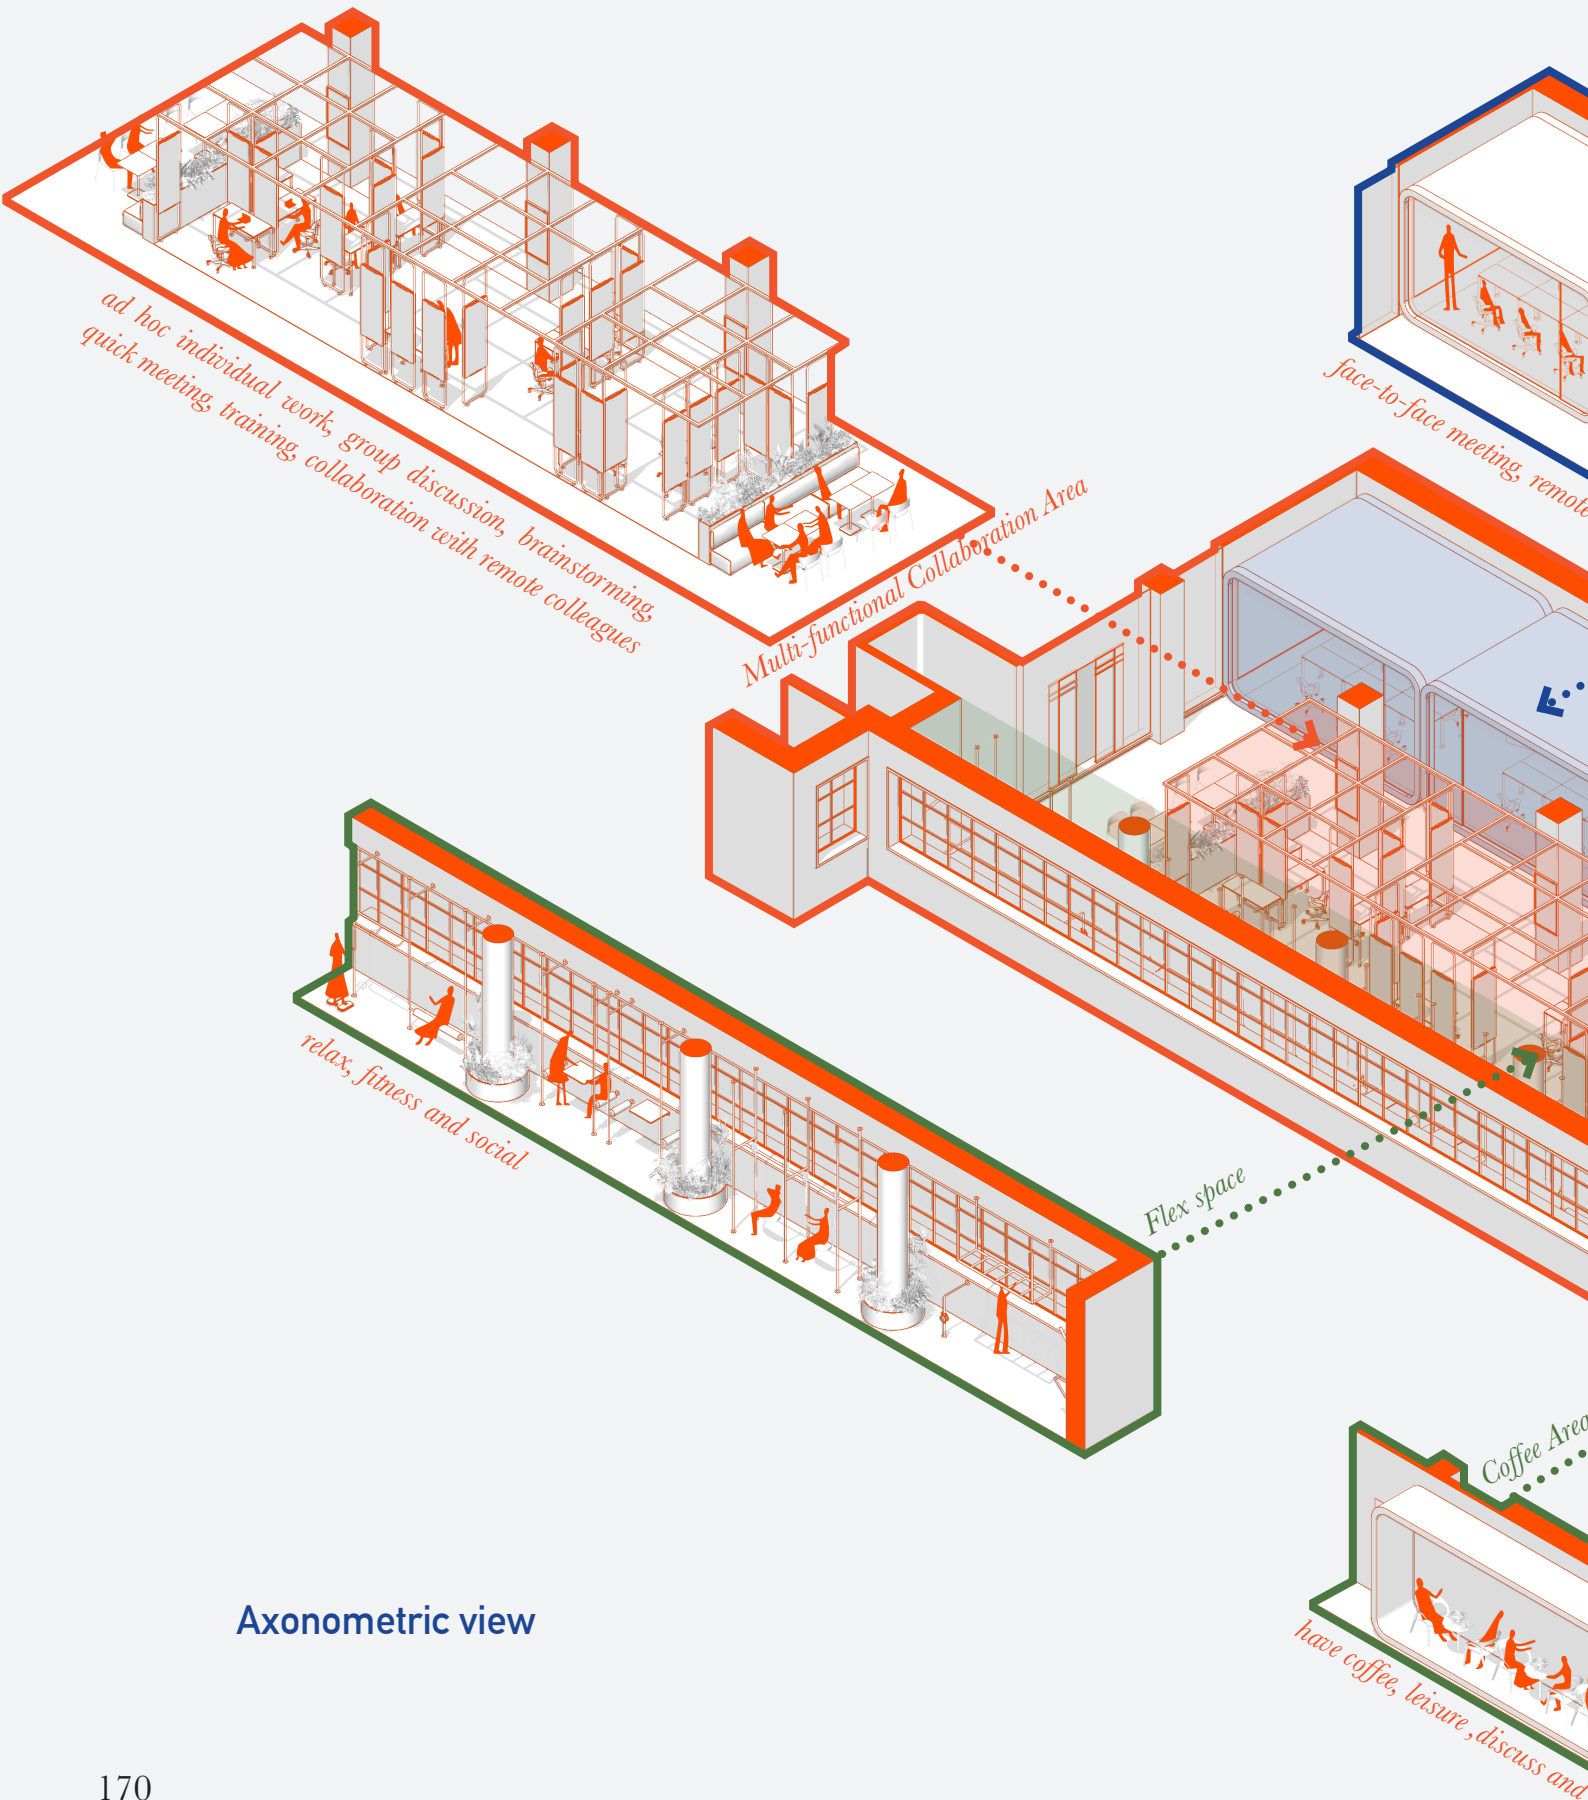 ad hoc individual work, group discussion, brainstorming,
quick meeting, training, collaboration with remote colleagues
Multi-functional Collaboration Area
face-to-face meeting, remote
relax, fitness and social
Flex space
Coffee Area
have coffee, leisure ,discuss and
Axonometric view
170